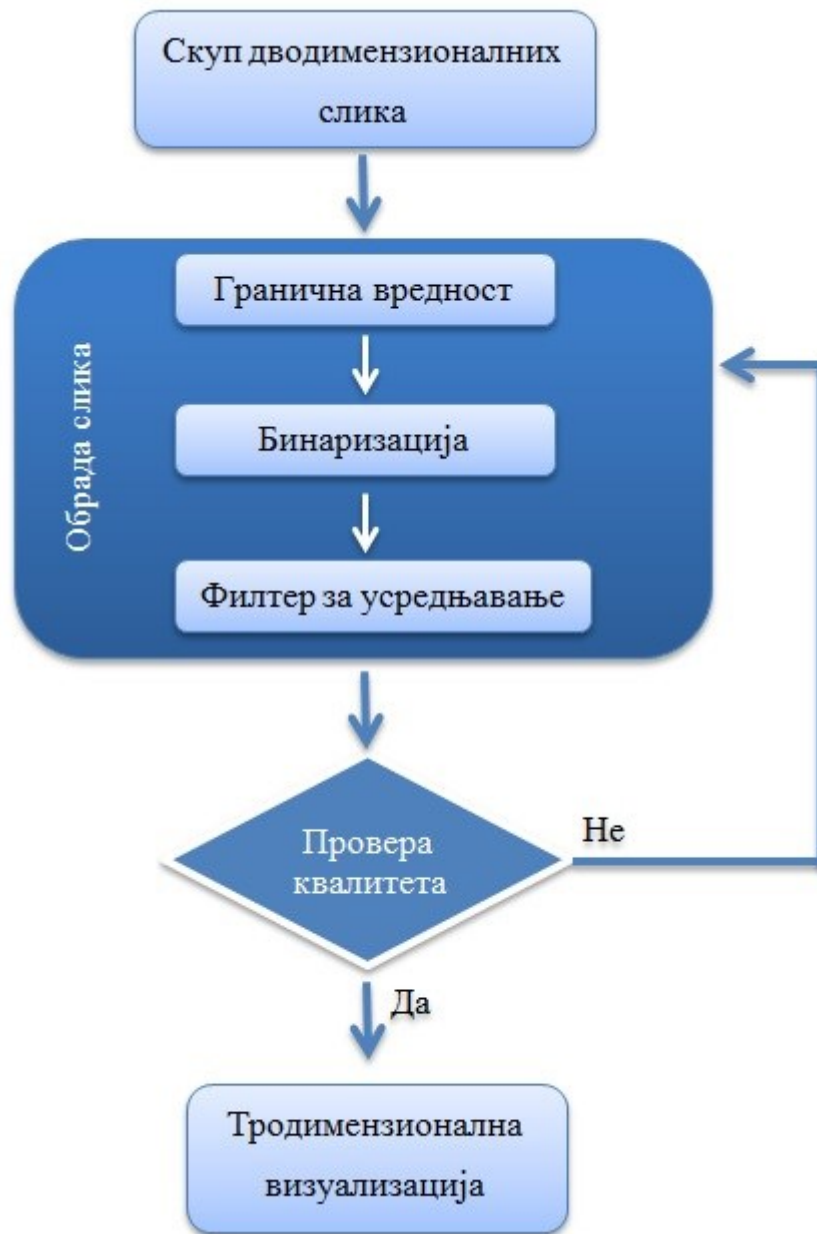 Скуп дводимензионалних
слика
Обрада слика
Гранична вредност
Бинаризација
Филтер за усредњавање
Провера
квалитета
Не
Да
Тродимензионална
визуализација